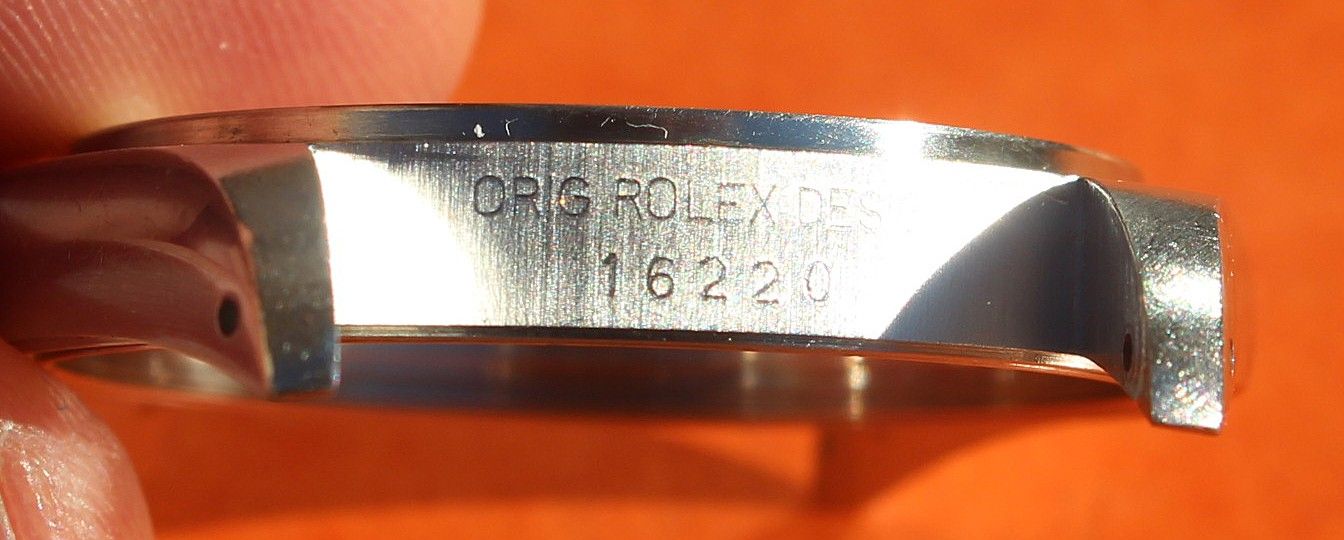 ORIG ROLEX DES
16220